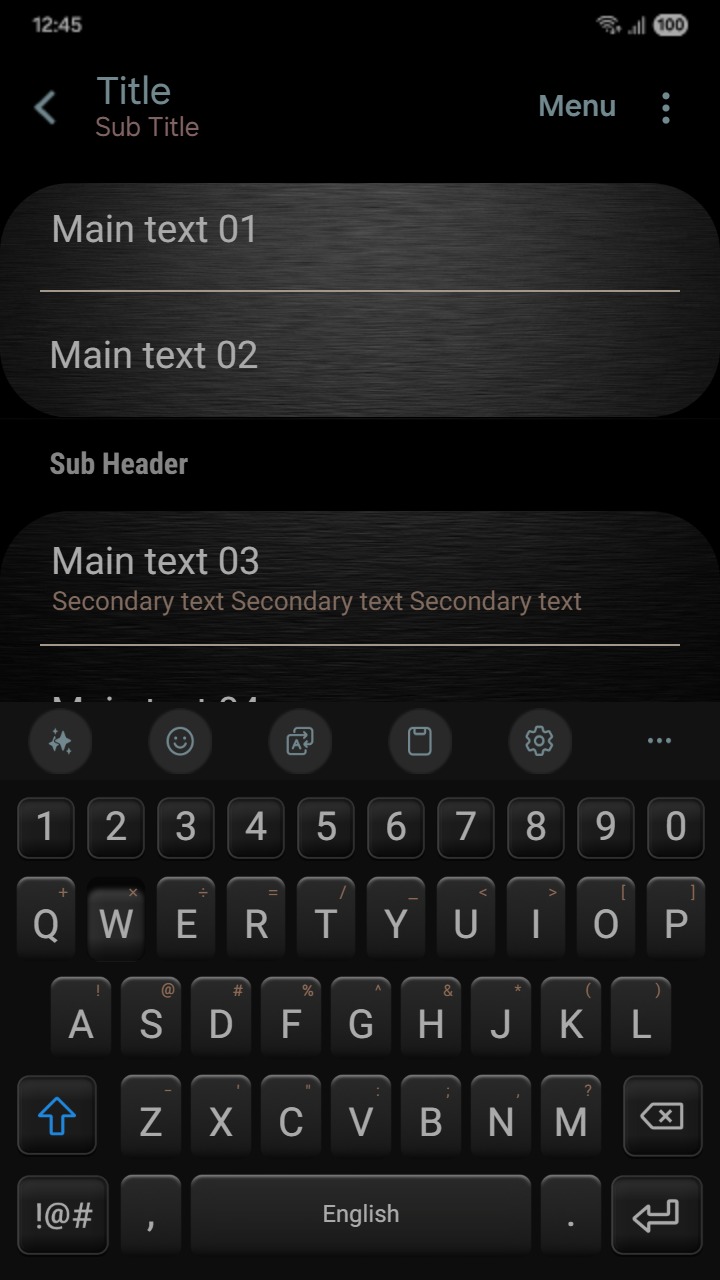 12:45
100
Title
Sub Title
Menu
Main text 01
Main text 02
Sub Header
Main text 03
Secondary text Secondary text Secondary text
1 2 3 4 5 6 7 8 9 0
+ × ÷ = / _ < > [ ]
Q W E R T Y U I O P
! @ # % ^ & * ( )
A S D F G H J K L
- ' " : ; , ?
Z X C V B N M
!@# , English .